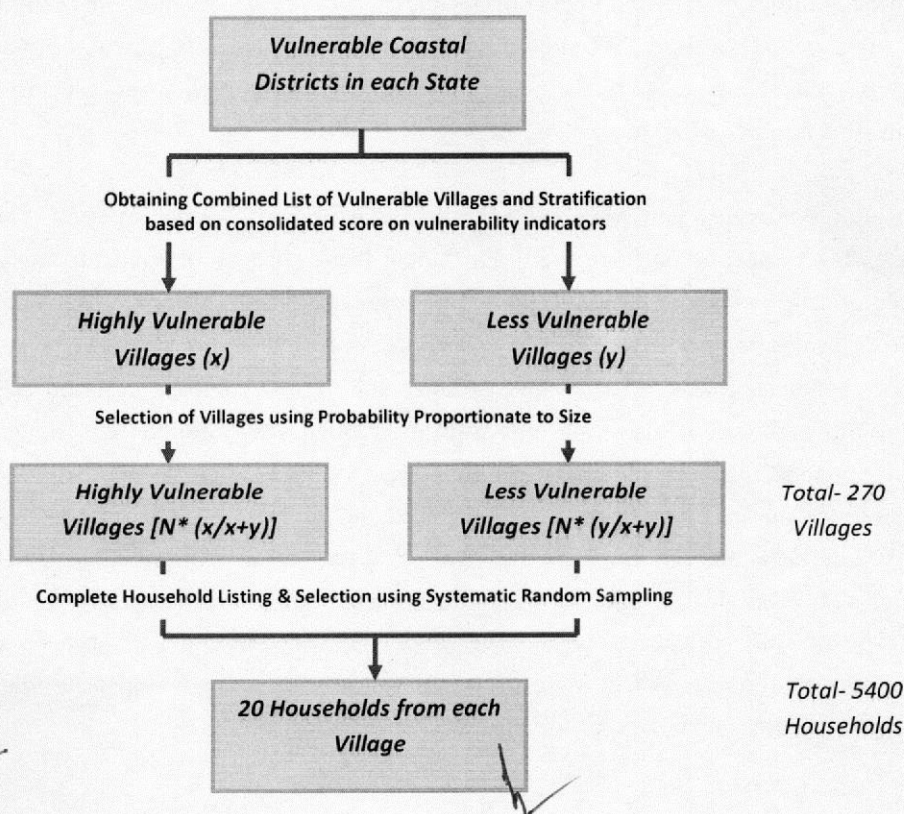 Vulnerable Coastal
Districts in each State
Obtaining Combined List of Vulnerable Villages and Stratification
based on consolidated score on vulnerability indicators
Highly Vulnerable
Villages (x)
Less Vulnerable
Villages (y)
Selection of Villages using Probability Proportionate to Size
Highly Vulnerable
Villages [N* (x/x+y)]
Less Vulnerable
Villages [N* (y/x+y)]
Total- 270
Villages
Complete Household Listing & Selection using Systematic Random Sampling
20 Households from each
Village
Total- 5400
Households